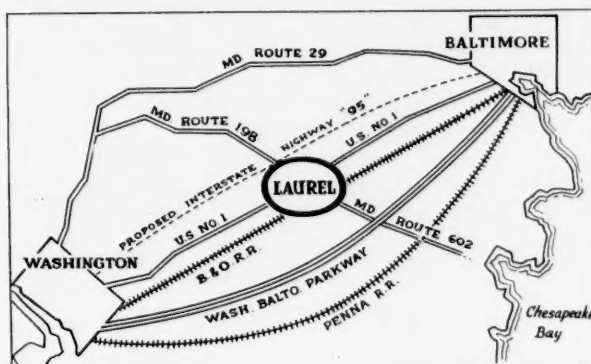 BALTIMORE
MD ROUTE 29
MD ROUTE 198
PROPOSED INTERSTATE HIGHWAY "95"
U.S. NO 1
LAUREL
U.S. NO 1
MD ROUTE 602
WASHINGTON
B & O R.R.
WASH. BALTO. PARKWAY
PENNA R.R.
Chesapeake
Bay